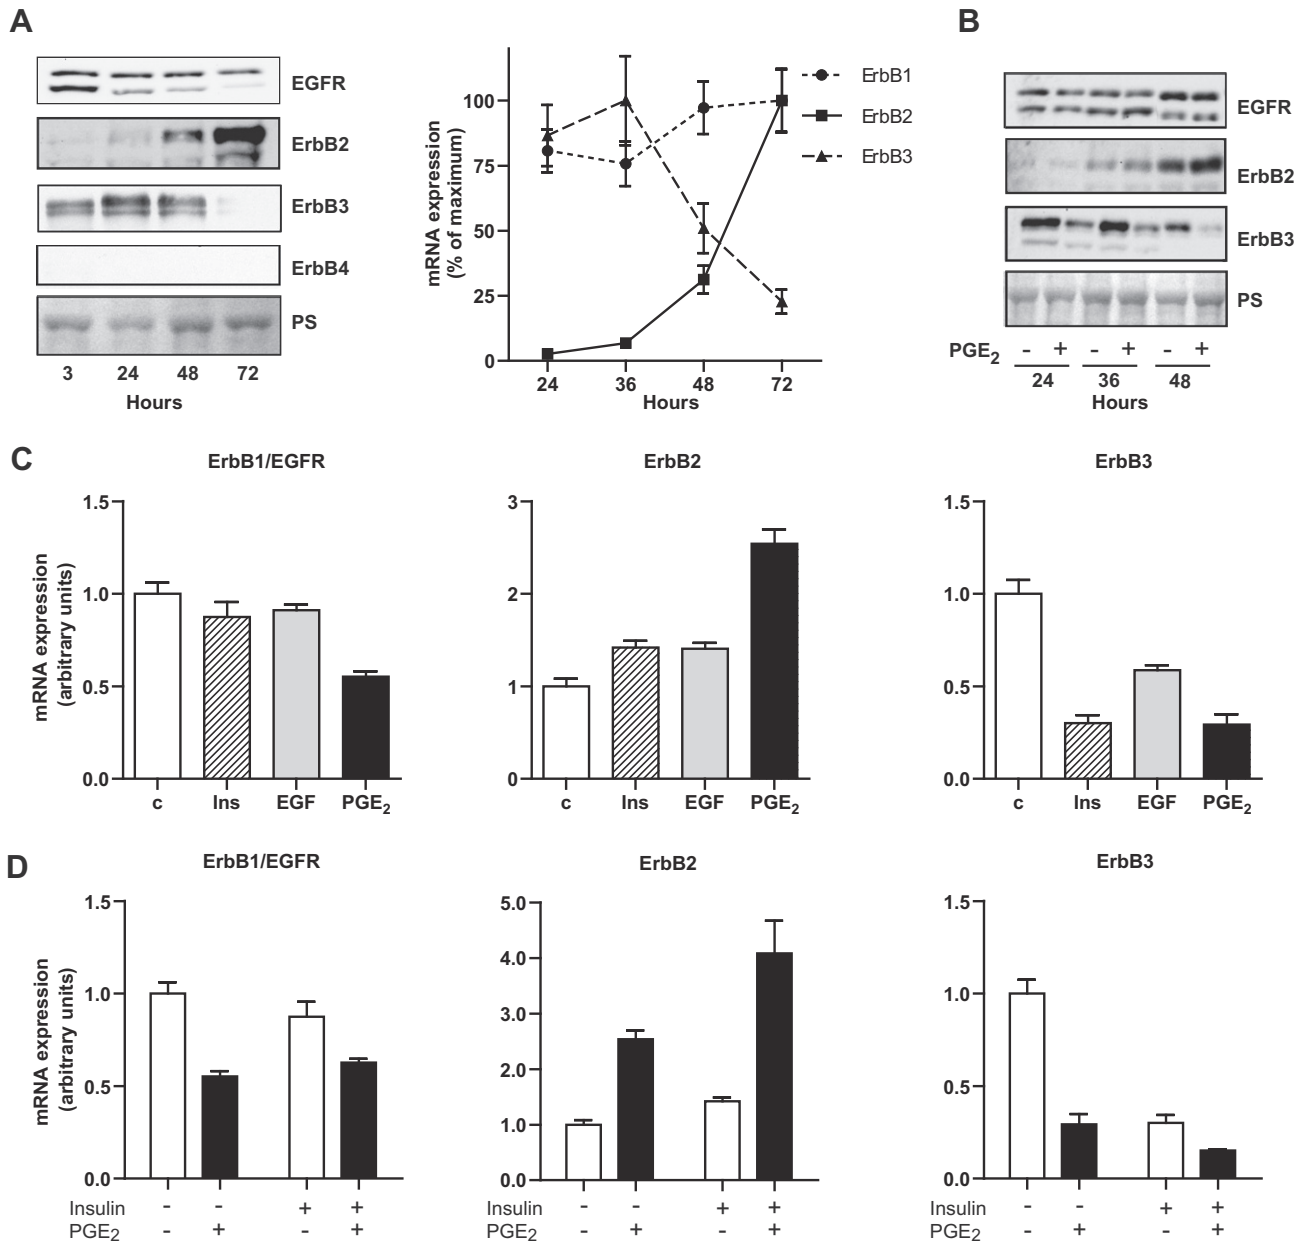 A
EGFR
ErbB2
ErbB3
ErbB4
PS
3 24 48 72
Hours
mRNA expression
(% of maximum)
100
75
50
25
0
24 36 48 72
Hours
ErbB1
ErbB2
ErbB3
B
EGFR
ErbB2
ErbB3
PS
PGE2 - + - + - +
24 36 48
Hours
C
ErbB1/EGFR
mRNA expression
(arbitrary units)
1.5
1.0
0.5
0.0
c Ins EGF PGE2
ErbB2
3
2
1
0
c Ins EGF PGE2
ErbB3
1.5
1.0
0.5
0.0
c Ins EGF PGE2
D
ErbB1/EGFR
mRNA expression
(arbitrary units)
1.5
1.0
0.5
0.0
Insulin - - + +
PGE2 - + - +
ErbB2
5.0
4.0
3.0
2.0
1.0
0.0
Insulin - - + +
PGE2 - + - +
ErbB3
1.5
1.0
0.5
0.0
Insulin - - + +
PGE2 - + - +